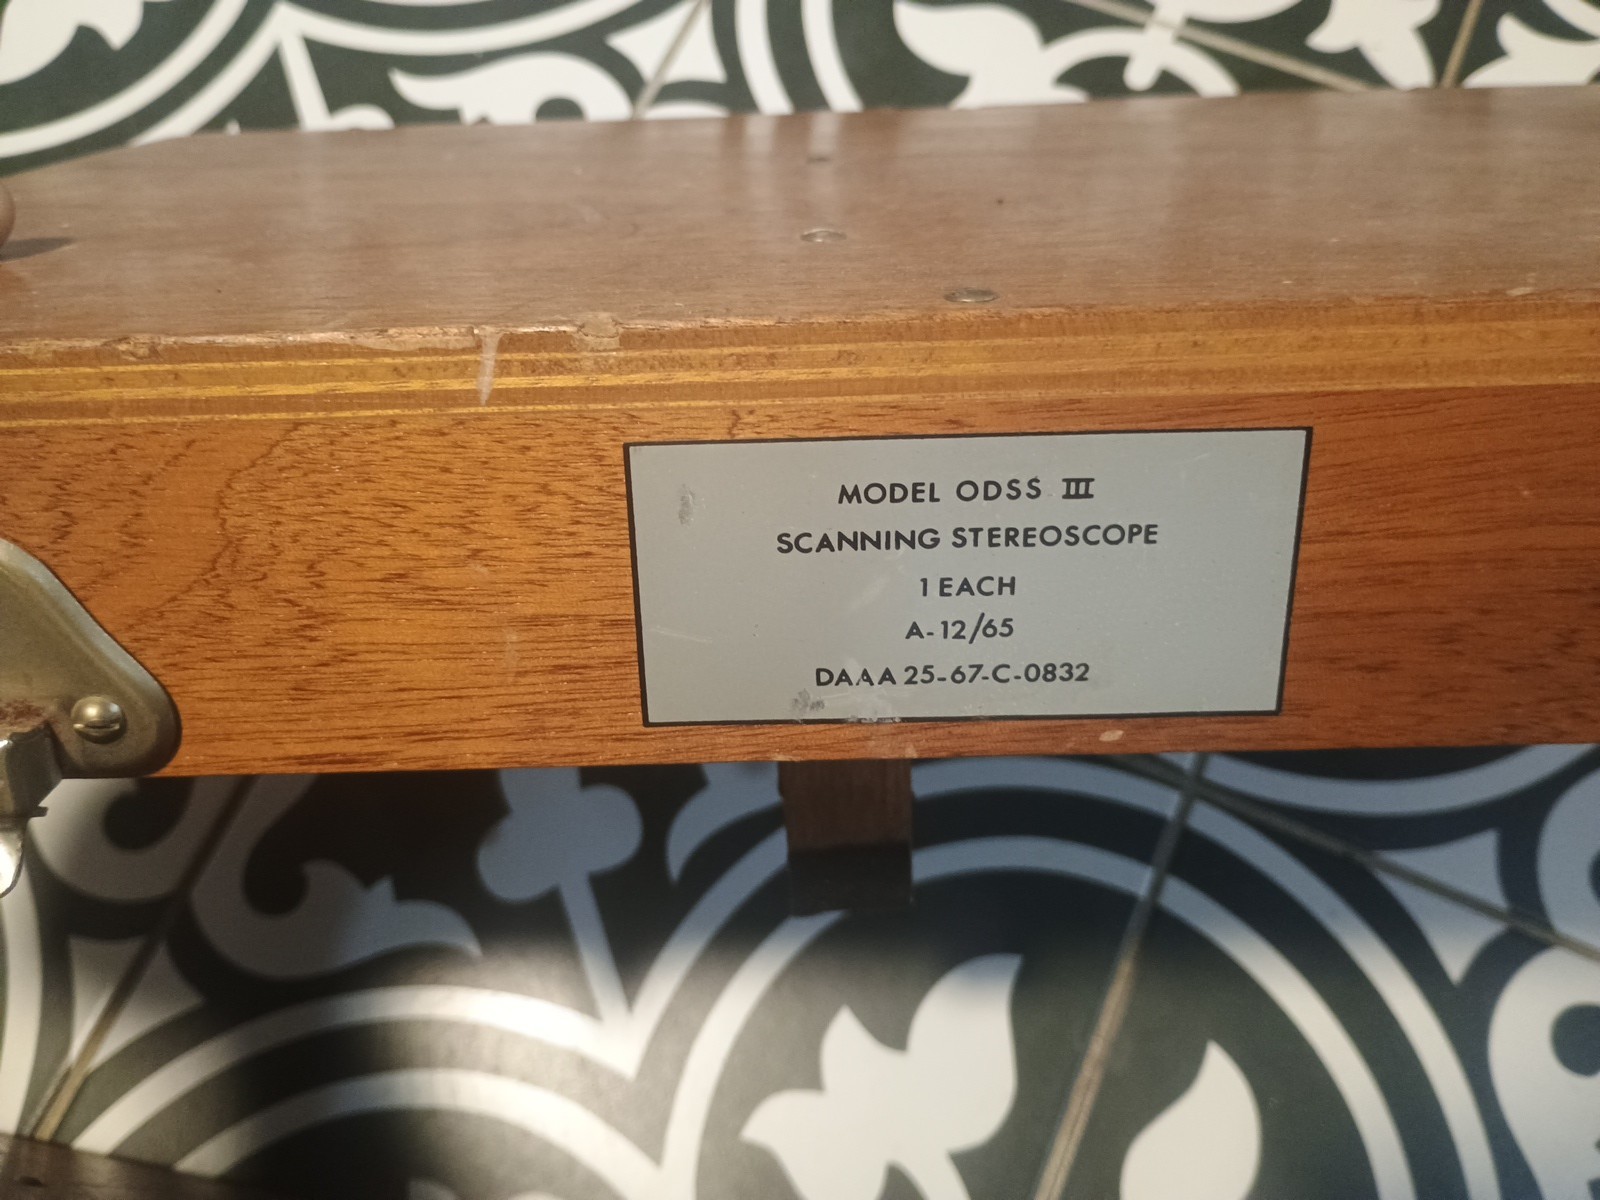 MODEL ODSS III
SCANNING STEREOSCOPE
1 EACH
A-12/65
DAAA 25-67-C-0832